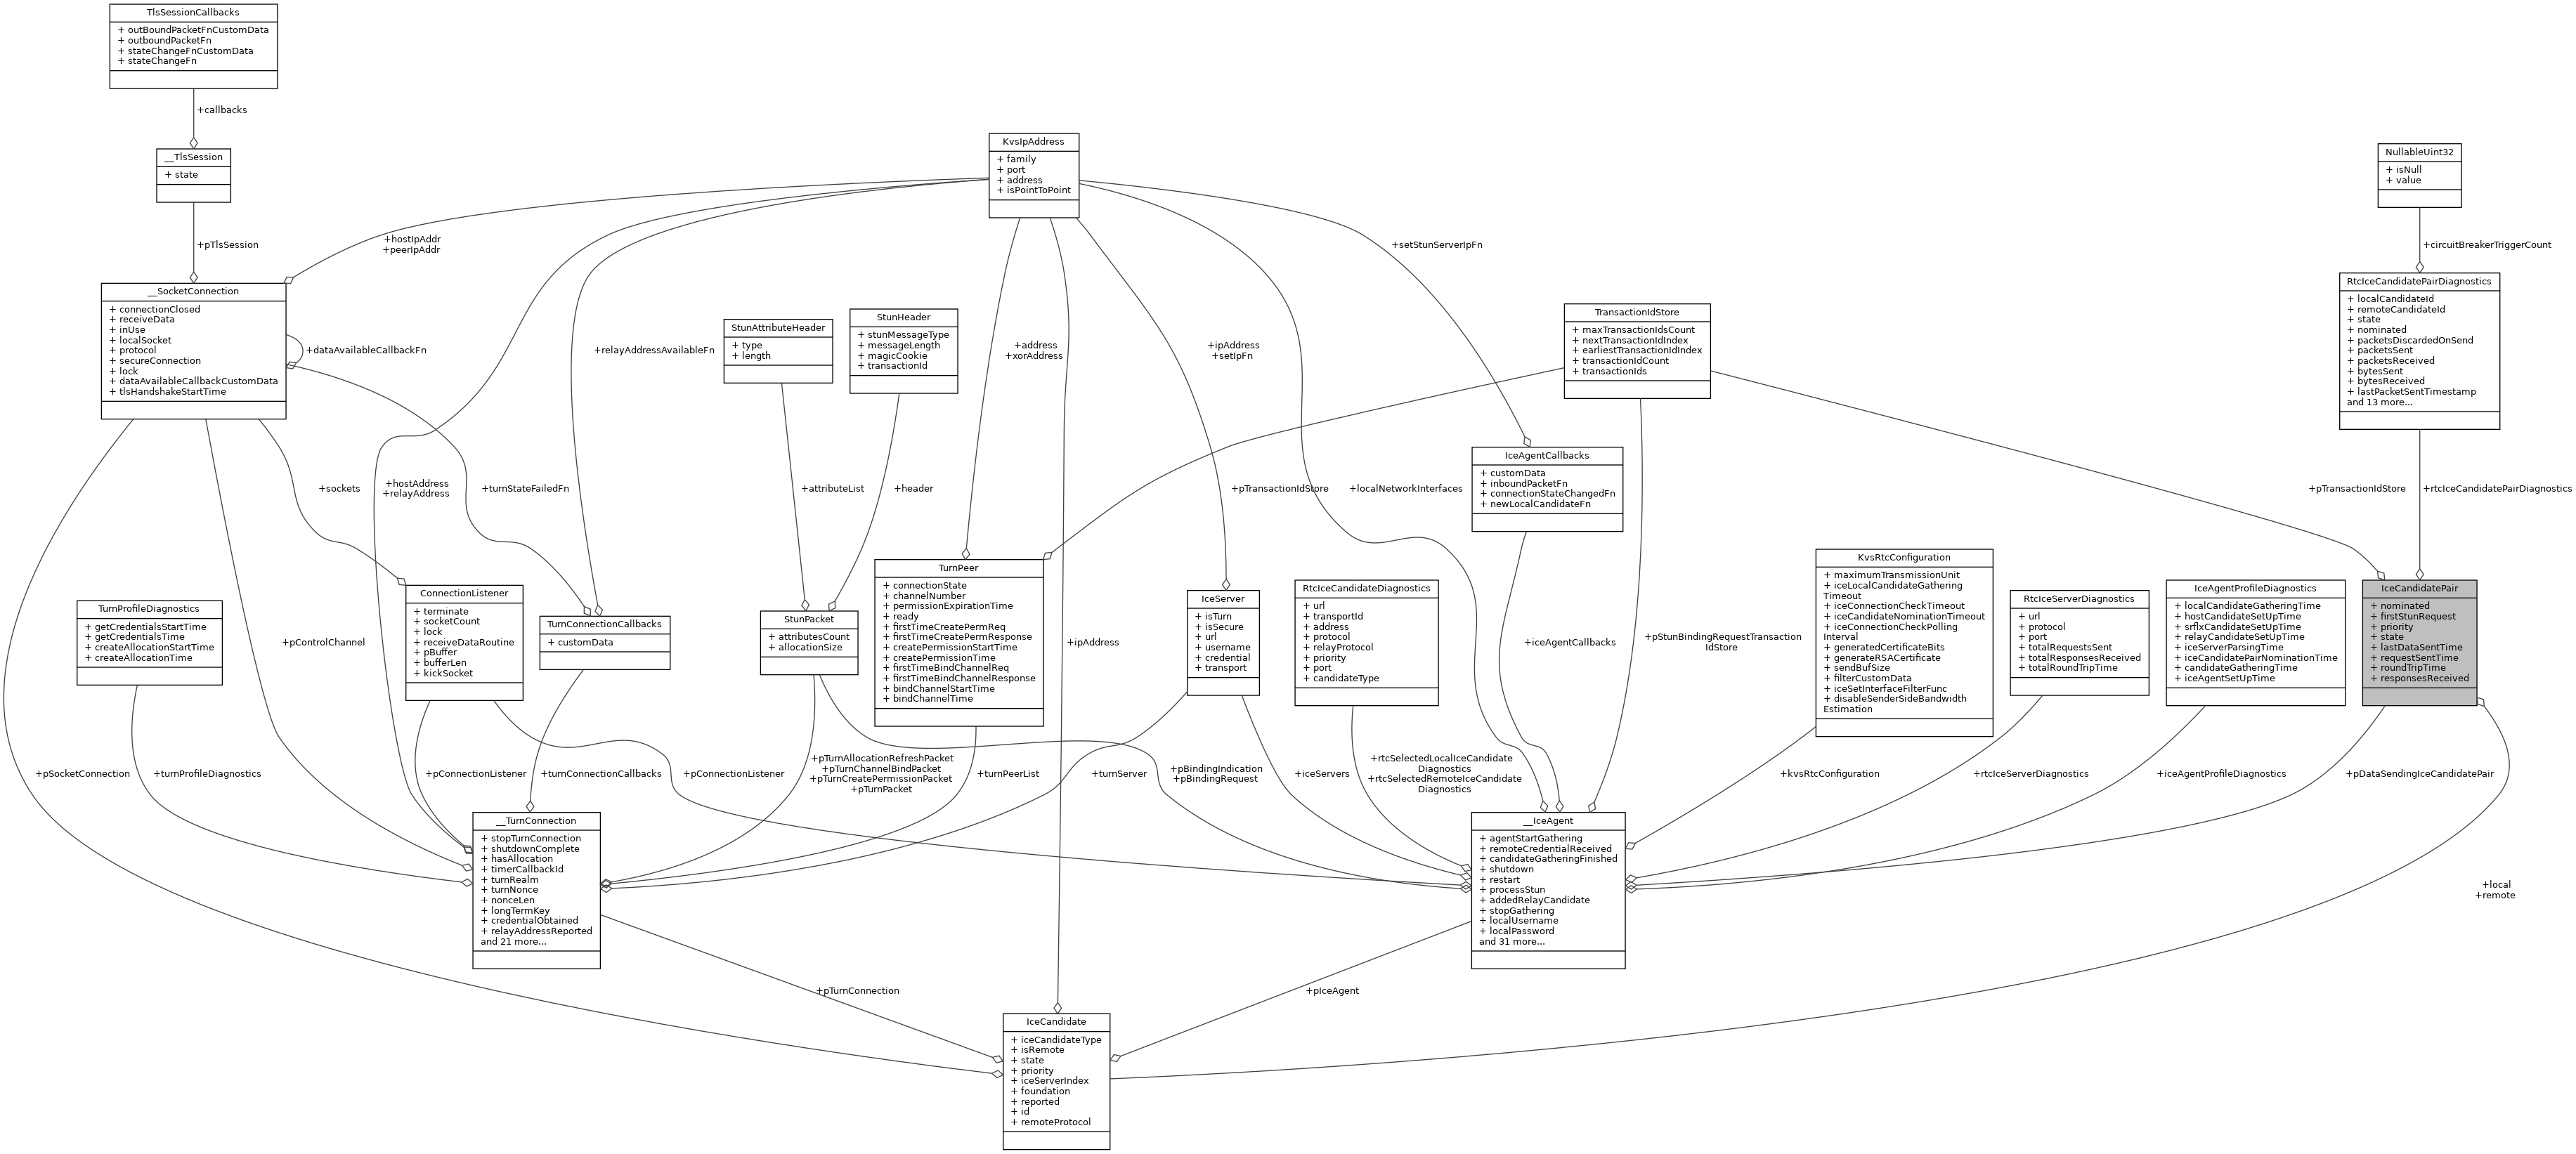 TlsSessionCallbacks
+ outBoundPacketFnCustomData
+ outboundPacketFn
+ stateChangeFnCustomData
+ stateChangeFn
+callbacks
__TlsSession
+ state
+pTlsSession
KvsIpAddress
+ family
+ port
+ address
+ isPointToPoint
NullableUint32
+ isNull
+ value
+hostIpAddr
+peerIpAddr
+setStunServerIpFn
+circuitBreakerTriggerCount
__SocketConnection
+ connectionClosed
+ receiveData
+ inUse
+ localSocket
+ protocol
+ secureConnection
+ lock
+ dataAvailableCallbackCustomData
+ tlsHandshakeStartTime
+dataAvailableCallbackFn
+relayAddressAvailableFn
StunAttributeHeader
+ type
+ length
StunHeader
+ stunMessageType
+ messageLength
+ magicCookie
+ transactionId
+address
+xorAddress
+ipAddress
+setIpFn
TransactionIdStore
+ maxTransactionIdsCount
+ nextTransactionIdIndex
+ earliestTransactionIdIndex
+ transactionIdCount
+ transactionIds
RtcIceCandidatePairDiagnostics
+ localCandidateId
+ remoteCandidateId
+ state
+ nominated
+ packetsDiscardedOnSend
+ packetsSent
+ packetsReceived
+ bytesSent
+ bytesReceived
+ lastPacketSentTimestamp
and 13 more...
+sockets
+hostAddress
+relayAddress
+turnStateFailedFn
+attributeList
+header
+pTransactionIdStore
+localNetworkInterfaces
IceAgentCallbacks
+ customData
+ inboundPacketFn
+ connectionStateChangedFn
+ newLocalCandidateFn
+pTransactionIdStore
+rtcIceCandidatePairDiagnostics
TurnProfileDiagnostics
+ getCredentialsStartTime
+ getCredentialsTime
+ createAllocationStartTime
+ createAllocationTime
+pControlChannel
ConnectionListener
+ terminate
+ socketCount
+ lock
+ receiveDataRoutine
+ pBuffer
+ bufferLen
+ kickSocket
TurnConnectionCallbacks
+ customData
StunPacket
+ attributesCount
+ allocationSize
TurnPeer
+ connectionState
+ channelNumber
+ permissionExpirationTime
+ ready
+ firstTimeCreatePermReq
+ firstTimeCreatePermResponse
+ createPermissionStartTime
+ createPermissionTime
+ firstTimeBindChannelReq
+ firstTimeBindChannelResponse
+ bindChannelStartTime
+ bindChannelTime
+ipAddress
IceServer
+ isTurn
+ isSecure
+ url
+ username
+ credential
+ transport
RtcIceCandidateDiagnostics
+ url
+ transportId
+ address
+ protocol
+ relayProtocol
+ priority
+ port
+ candidateType
+iceAgentCallbacks
+pStunBindingRequestTransaction
IdStore
KvsRtcConfiguration
+ maximumTransmissionUnit
+ iceLocalCandidateGathering
Timeout
+ iceConnectionCheckTimeout
+ iceCandidateNominationTimeout
+ iceConnectionCheckPolling
Interval
+ generatedCertificateBits
+ generateRSACertificate
+ sendBufSize
+ filterCustomData
+ iceSetInterfaceFilterFunc
+ disableSenderSideBandwidth
Estimation
RtcIceServerDiagnostics
+ url
+ protocol
+ port
+ totalRequestsSent
+ totalResponsesReceived
+ totalRoundTripTime
IceAgentProfileDiagnostics
+ localCandidateGatheringTime
+ hostCandidateSetUpTime
+ srflxCandidateSetUpTime
+ relayCandidateSetUpTime
+ iceServerParsingTime
+ iceCandidatePairNominationTime
+ candidateGatheringTime
+ iceAgentSetUpTime
IceCandidatePair
+ nominated
+ firstStunRequest
+ priority
+ state
+ lastDataSentTime
+ requestSentTime
+ roundTripTime
+ responsesReceived
+pSocketConnection
+turnProfileDiagnostics
+pConnectionListener
+turnConnectionCallbacks
+pConnectionListener
+pTurnAllocationRefreshPacket
+pTurnChannelBindPacket
+pTurnCreatePermissionPacket
+pTurnPacket
+turnPeerList
+turnServer
+pBindingIndication
+pBindingRequest
+iceServers
+rtcSelectedLocalIceCandidate
Diagnostics
+rtcSelectedRemoteIceCandidate
Diagnostics
+kvsRtcConfiguration
+rtcIceServerDiagnostics
+iceAgentProfileDiagnostics
+pDataSendingIceCandidatePair
__TurnConnection
+ stopTurnConnection
+ shutdownComplete
+ hasAllocation
+ timerCallbackId
+ turnRealm
+ turnNonce
+ nonceLen
+ longTermKey
+ credentialObtained
+ relayAddressReported
and 21 more...
__IceAgent
+ agentStartGathering
+ remoteCredentialReceived
+ candidateGatheringFinished
+ shutdown
+ restart
+ processStun
+ addedRelayCandidate
+ stopGathering
+ localUsername
+ localPassword
and 31 more...
+local
+remote
+pTurnConnection
+pIceAgent
IceCandidate
+ iceCandidateType
+ isRemote
+ state
+ priority
+ iceServerIndex
+ foundation
+ reported
+ id
+ remoteProtocol